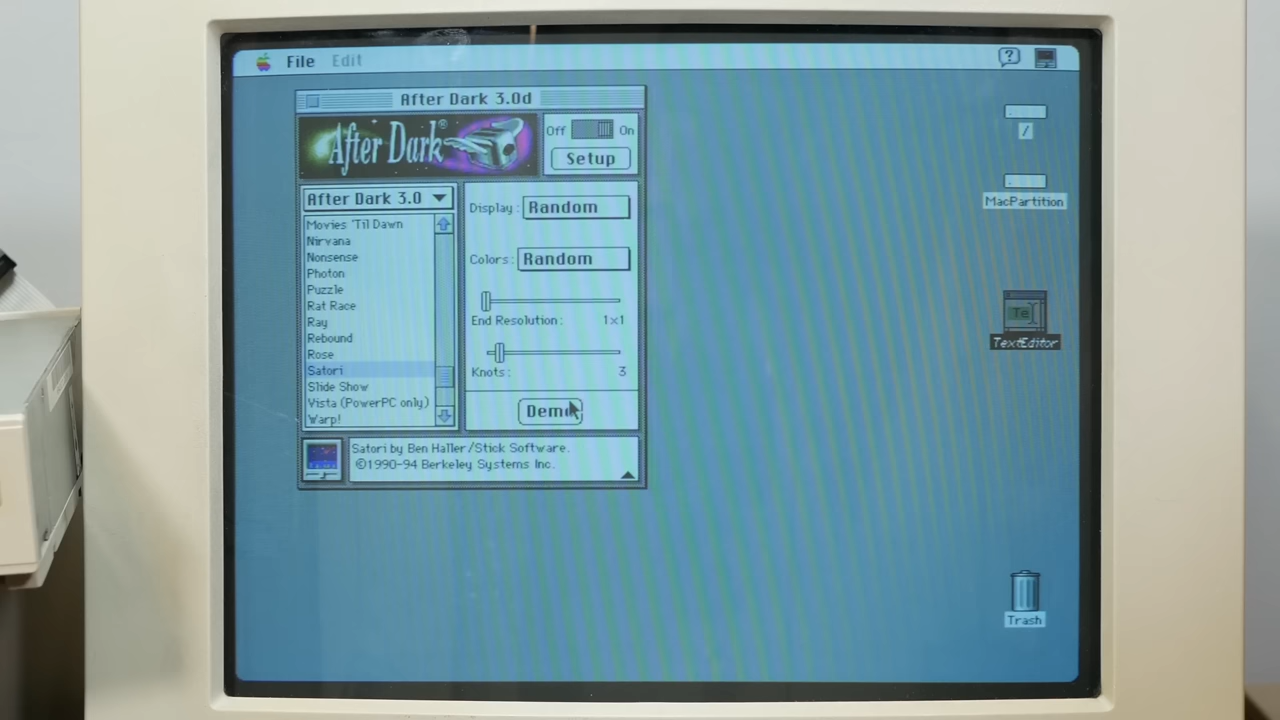 File Edit
After Dark 3.0d
After Dark®
Off On
Setup
After Dark 3.0
Movies 'Til Dawn
Nirvana
Nonsense
Photon
Puzzle
Rat Race
Ray
Rebound
Rose
Satori
Slide Show
Vista (PowerPC only)
Warp!
Display: Random
Colors: Random
End Resolution: 1x1
Knots: 3
Demo
Satori by Ben Haller/Stick Software.
©1990-94 Berkeley Systems Inc.
?
/
MacPartition
Te
TextEditor
Trash